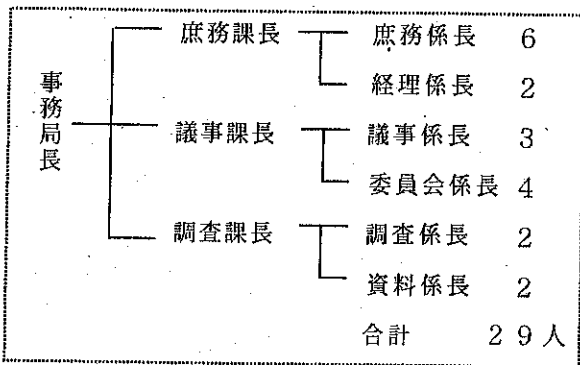 事務局長
庶務課長 庶務係長 6
経理係長 2
議事課長 議事係長 3
委員会係長 4
調査課長 調査係長 2
資料係長 2
合計 29人